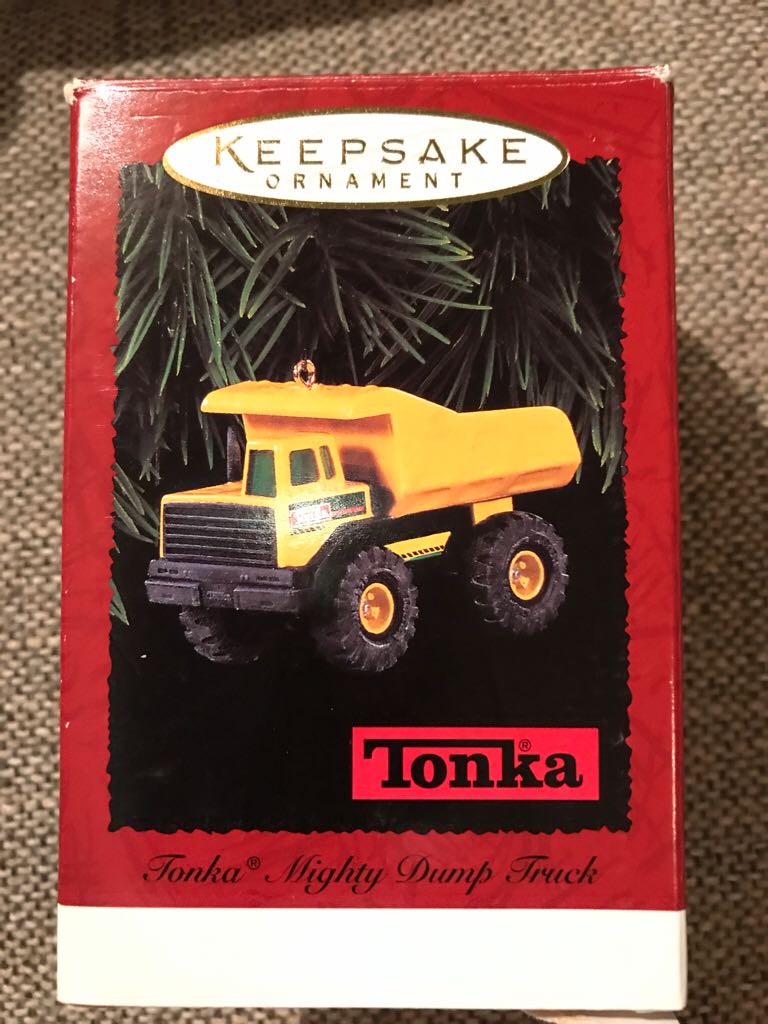 KEEPSAKE
ORNAMENT
Tonka®
Tonka® Mighty Dump Truck